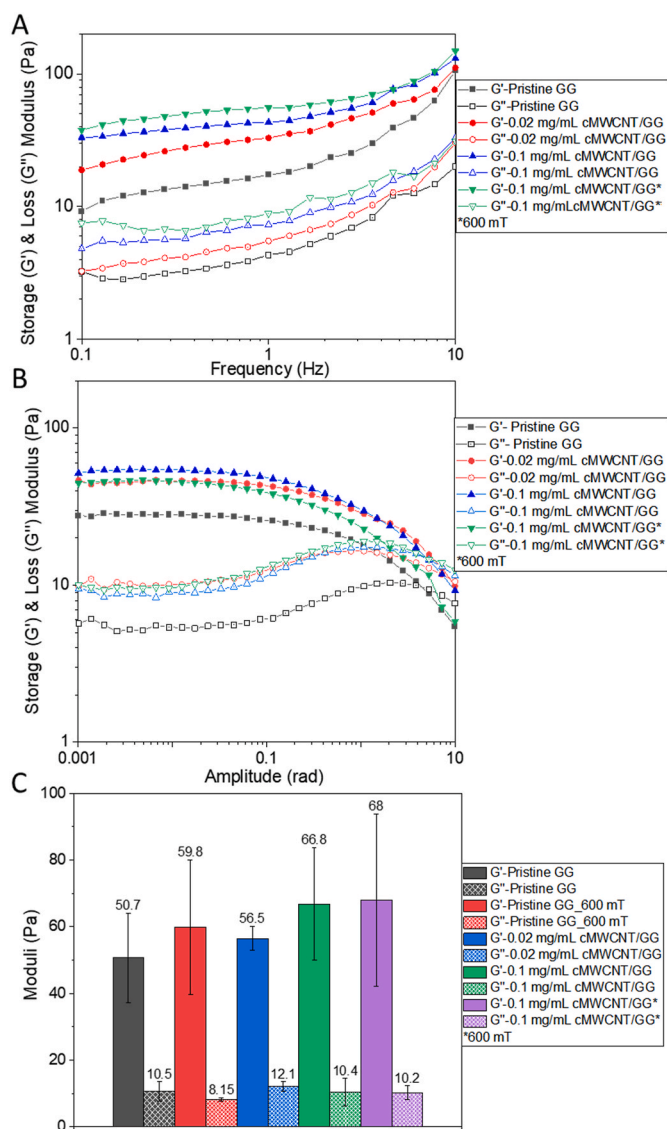 A
Storage (G') & Loss (G") Modulus (Pa)
100
10
1
0.1
1
10
Frequency (Hz)
G'-Pristine GG
G"-Pristine GG
G'-0.02 mg/mL cMWCNT/GG
G"-0.02 mg/mL cMWCNT/GG
G'-0.1 mg/mL cMWCNT/GG
G"-0.1 mg/mL cMWCNT/GG
G'-0.1 mg/mL cMWCNT/GG*
G"-0.1 mg/mL cMWCNT/GG*
*600 mT
B
Storage (G') & Loss (G") Modulus (Pa)
100
10
1
0.001
0.1
10
Amplitude (rad)
G'- Pristine GG
G"- Pristine GG
G'-0.02 mg/mL cMWCNT/GG
G"-0.02 mg/mL cMWCNT/GG
G'-0.1 mg/mL cMWCNT/GG
G"-0.1 mg/mL cMWCNT/GG
G'-0.1 mg/mL cMWCNT/GG*
G"-0.1 mg/mL cMWCNT/GG*
*600 mT
C
Moduli (Pa)
100
80
60
40
20
0
50.7
10.5
59.8
8.15
56.5
12.1
66.8
10.4
68
10.2
G'-Pristine GG
G"-Pristine GG
G'-Pristine GG_600 mT
G"-Pristine GG_600 mT
G'-0.02 mg/mL cMWCNT/GG
G"-0.02 mg/mL cMWCNT/GG
G'-0.1 mg/mL cMWCNT/GG
G"-0.1 mg/mL cMWCNT/GG
G'-0.1 mg/mL cMWCNT/GG*
G"-0.1 mg/mL cMWCNT/GG*
*600 mT